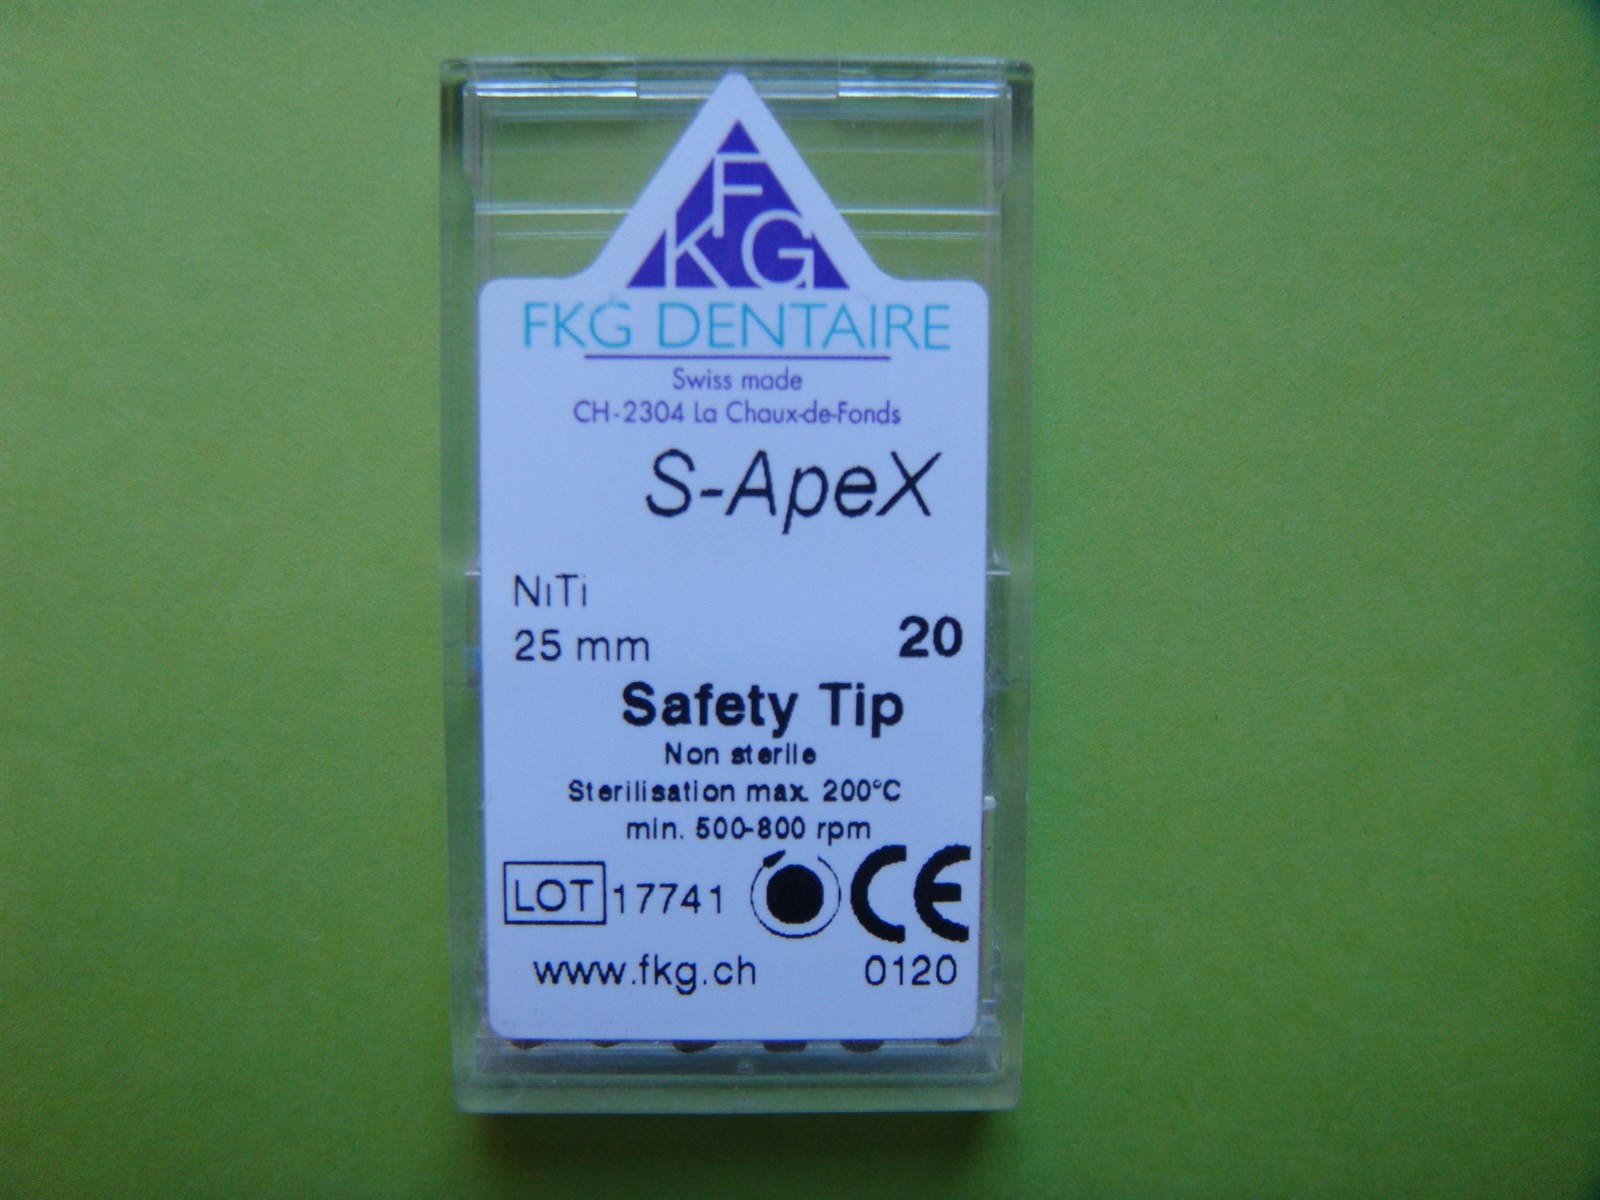 FKG
FKG DENTAIRE
Swiss made
CH-2304 La Chaux-de-Fonds
S-ApeX
NiTi
25 mm
20
Safety Tip
Non sterile
Sterilisation max. 200°C
min. 500-800 rpm
LOT 17741 CE
www.fkg.ch 0120